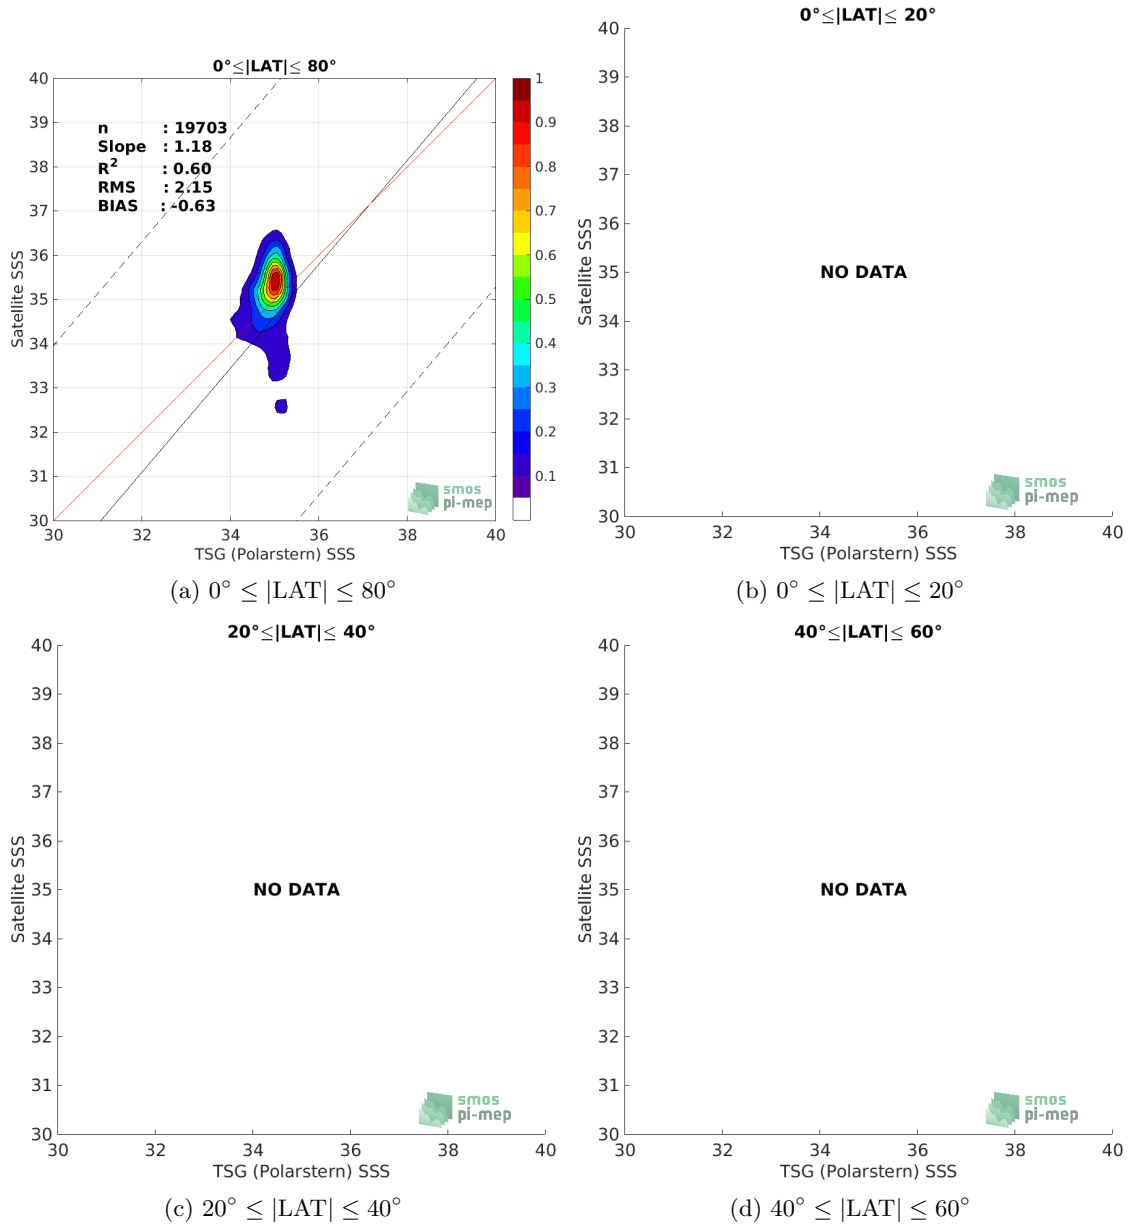 0°≤|LAT|≤ 80°
n : 19703
Slope : 1.18
R² : 0.60
RMS : 2.15
BIAS : -0.63
40
39
38
37
36
35
34
33
32
31
30
Satellite SSS
30 32 34 36 38 40
TSG (Polarstern) SSS
1
0.9
0.8
0.7
0.6
0.5
0.4
0.3
0.2
0.1
smos
pi-mep
(a) 0° ≤ |LAT| ≤ 80°
0°≤|LAT|≤ 20°
40
39
38
37
36
35
34
33
32
31
30
Satellite SSS
NO DATA
smos
pi-mep
30 32 34 36 38 40
TSG (Polarstern) SSS
(b) 0° ≤ |LAT| ≤ 20°
20°≤|LAT|≤ 40°
40
39
38
37
36
35
34
33
32
31
30
Satellite SSS
NO DATA
smos
pi-mep
30 32 34 36 38 40
TSG (Polarstern) SSS
(c) 20° ≤ |LAT| ≤ 40°
40°≤|LAT|≤ 60°
40
39
38
37
36
35
34
33
32
31
30
Satellite SSS
NO DATA
smos
pi-mep
30 32 34 36 38 40
TSG (Polarstern) SSS
(d) 40° ≤ |LAT| ≤ 60°